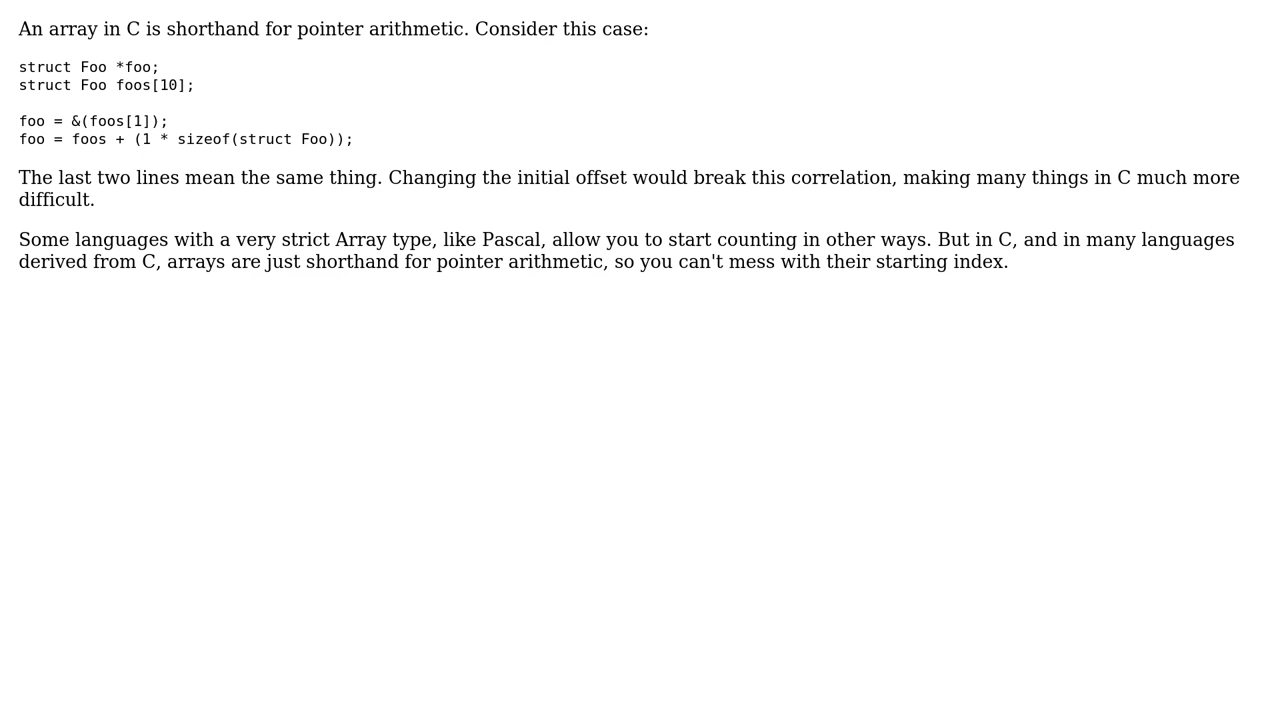 An array in C is shorthand for pointer arithmetic. Consider this case:
struct Foo *foo;
struct Foo foos[10];
foo = &(foos[1]);
foo = foos + (1 * sizeof(struct Foo));
The last two lines mean the same thing. Changing the initial offset would break this correlation, making many things in C much more
difficult.
Some languages with a very strict Array type, like Pascal, allow you to start counting in other ways. But in C, and in many languages
derived from C, arrays are just shorthand for pointer arithmetic, so you can't mess with their starting index.